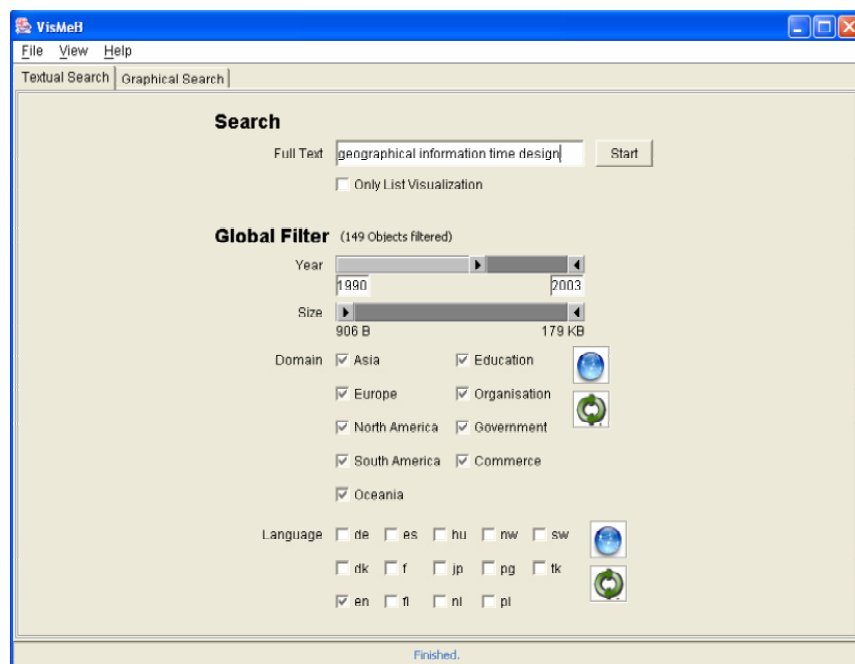 VisMeB
File View Help
Textual Search Graphical Search
Search
Full Text geographical information time design Start
Only List Visualization
Global Filter (149 Objects filtered)
Year
1990 2003
Size
906 B 179 KB
Domain Asia Education
Europe Organisation
North America Government
South America Commerce
Oceania
Language de es hu nw sw
dk f jp pg tk
en fl nl pl
Finished.